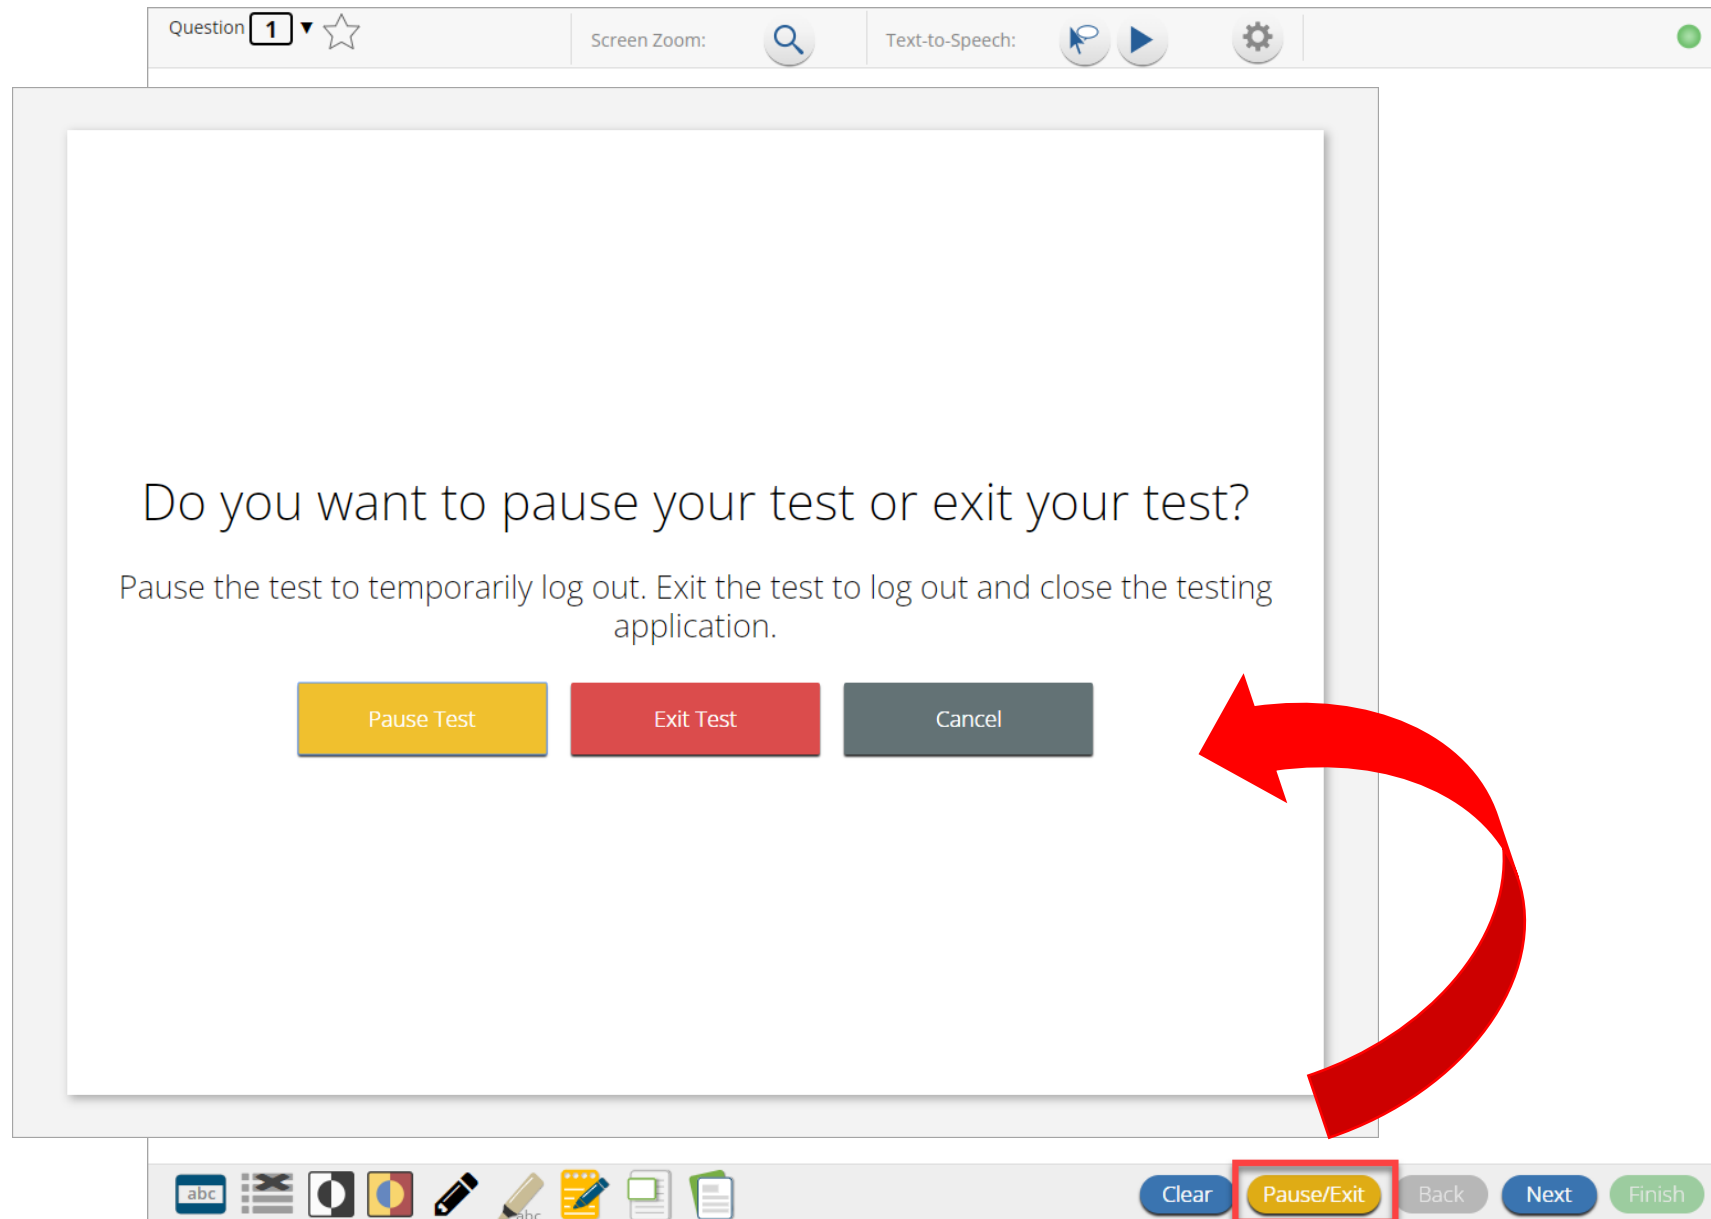 Question 1
Screen Zoom:
Text-to-Speech:
Do you want to pause your test or exit your test?
Pause the test to temporarily log out. Exit the test to log out and close the testing
application.
Pause Test
Exit Test
Cancel
abc
abc
Clear
Pause/Exit
Back
Next
Finish